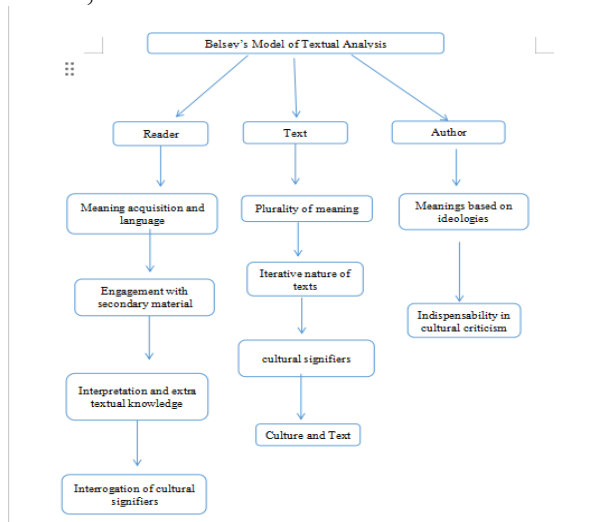 Belsey's Model of Textual Analysis
Reader
Text
Author
Meaning acquisition and
language
Plurality of meaning
Meanings based on
ideologies
Engagement with
secondary material
Iterative nature of
texts
Indispensability in
cultural criticism
cultural signifiers
Interpretation and extra
textual knowledge
Culture and Text
Interrogation of cultural
signifiers